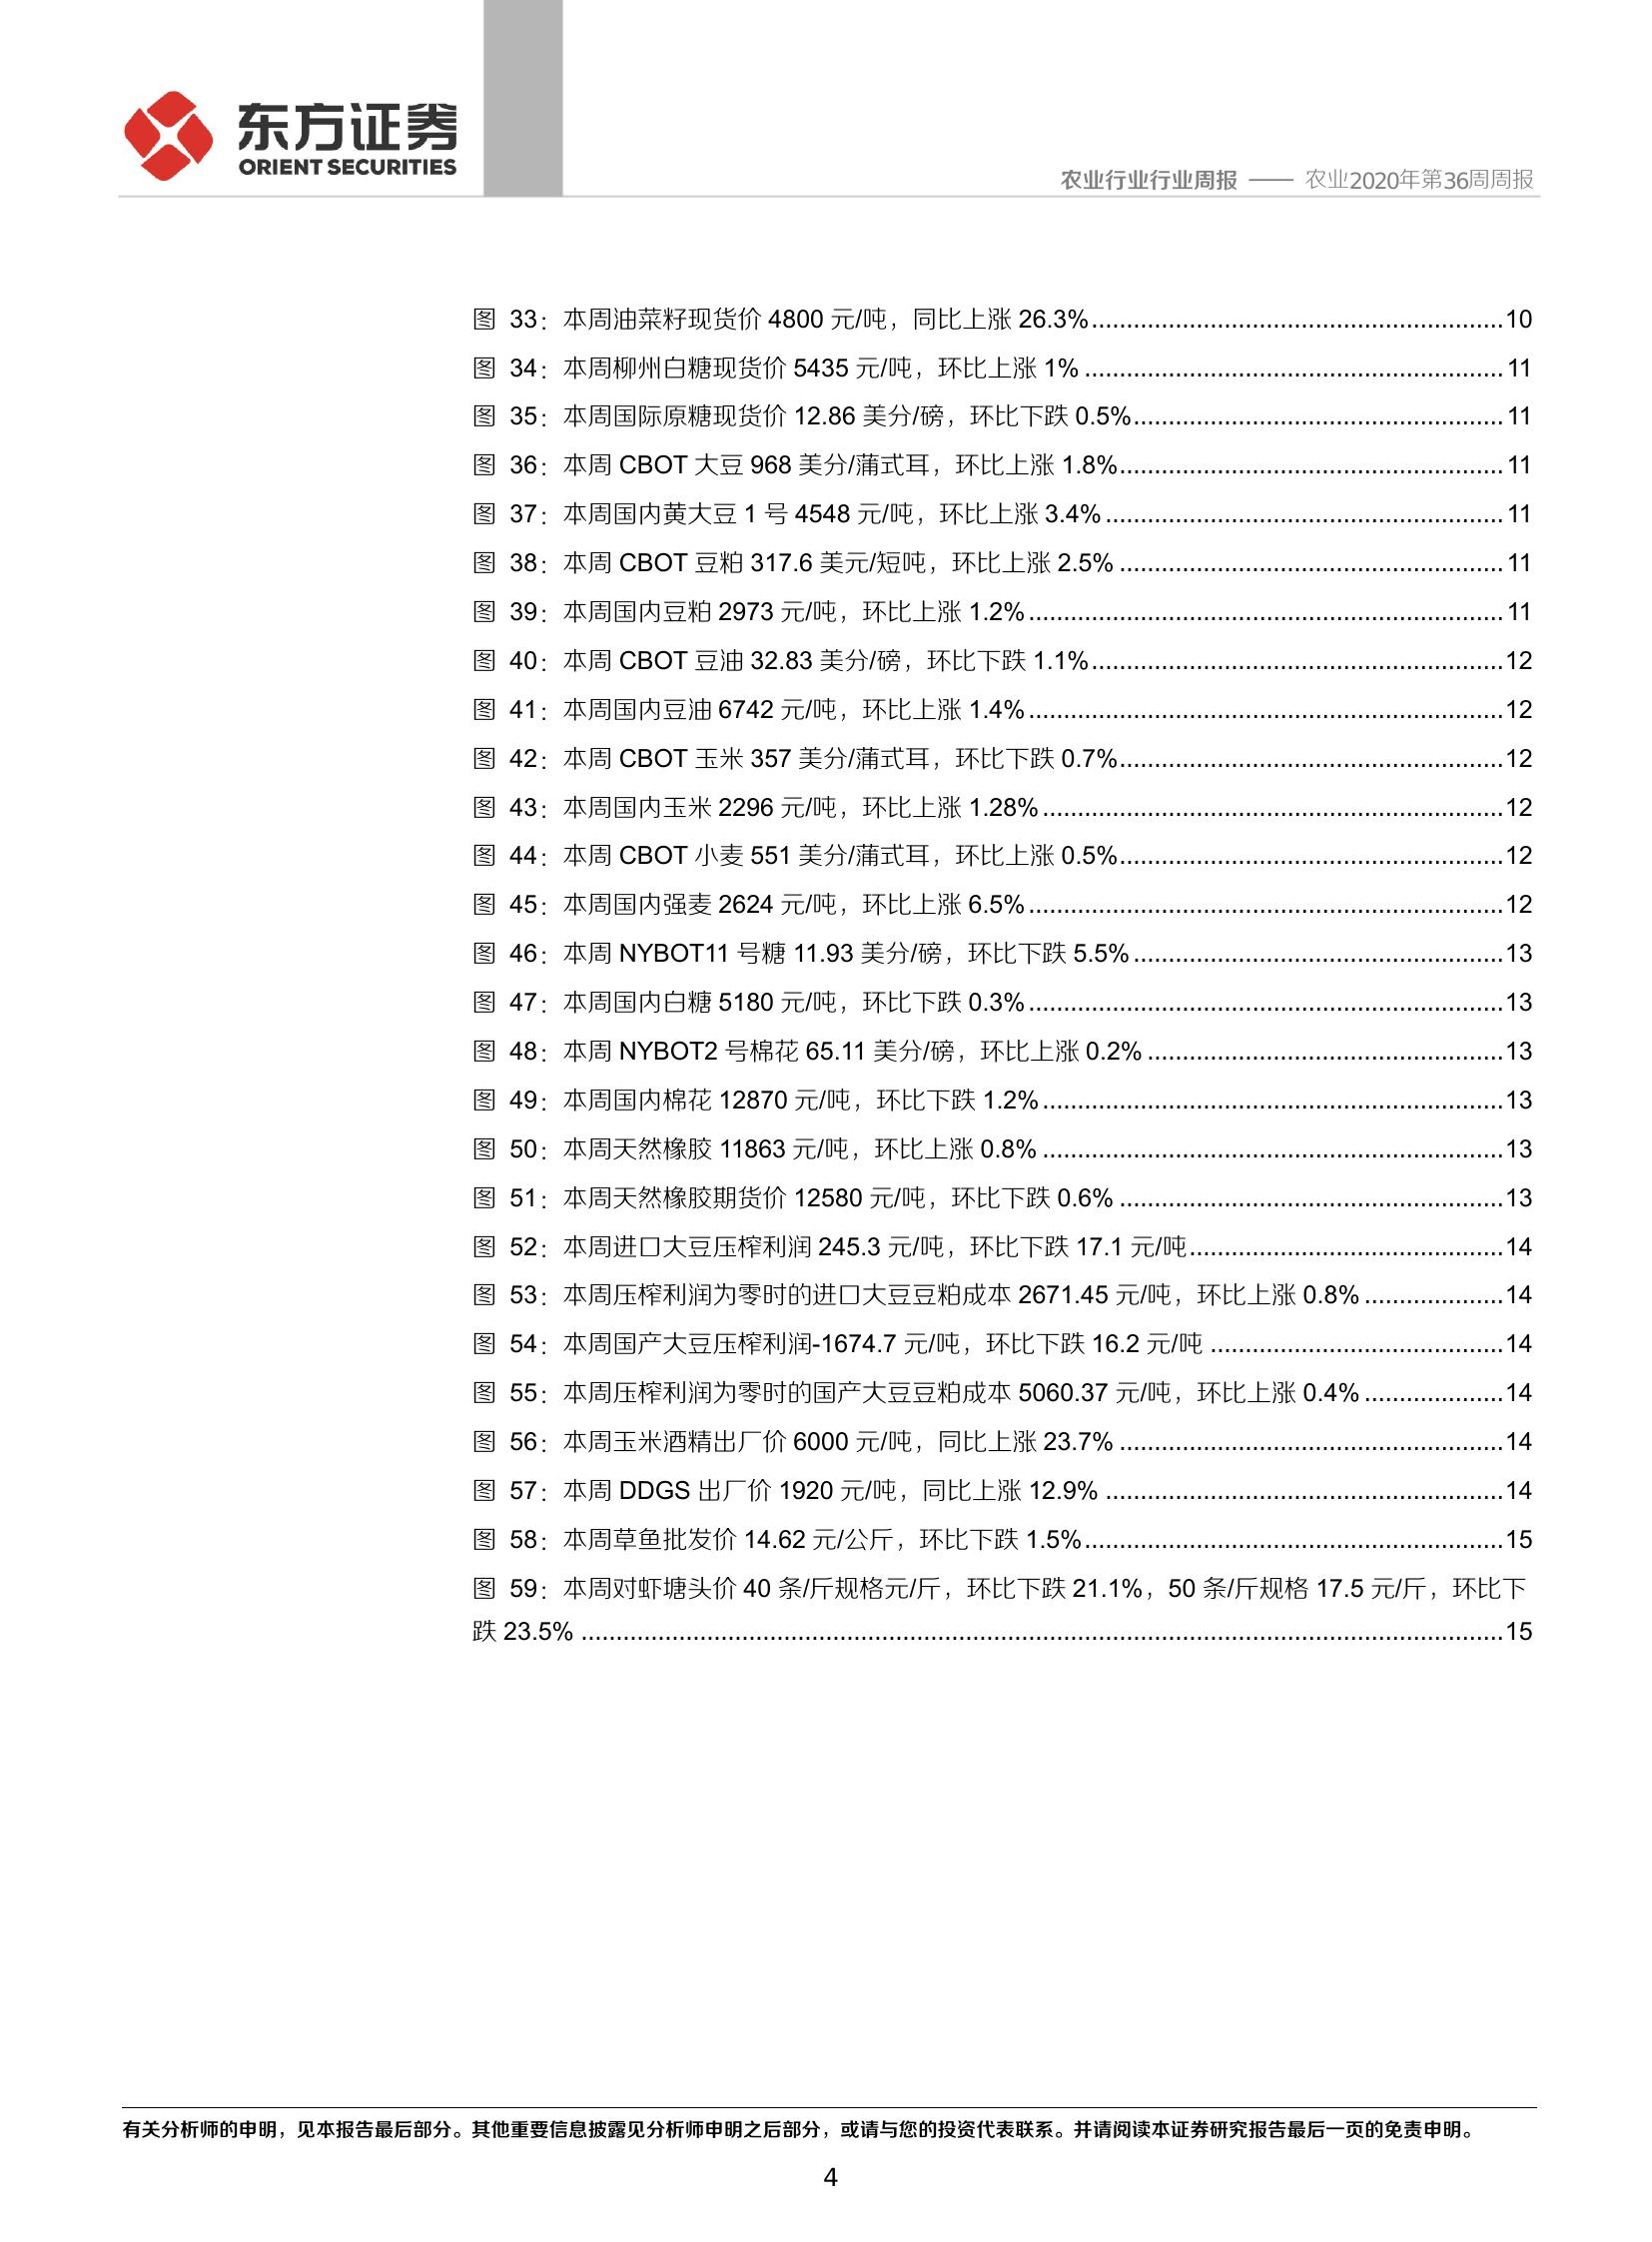 东方证券
ORIENT SECURITIES
农业行业行业周报 —— 农业2020年第36周周报
图 33：本周油菜籽现货价 4800 元/吨，同比上涨 26.3%...........................................................10
图 34：本周柳州白糖现货价 5435 元/吨，环比上涨 1% ............................................................11
图 35：本周国际原糖现货价 12.86 美分/磅，环比下跌 0.5%.....................................................11
图 36：本周 CBOT 大豆 968 美分/蒲式耳，环比上涨 1.8%.......................................................11
图 37：本周国内黄大豆 1 号 4548 元/吨，环比上涨 3.4% .........................................................11
图 38：本周 CBOT 豆粕 317.6 美元/短吨，环比上涨 2.5% .......................................................11
图 39：本周国内豆粕 2973 元/吨，环比上涨 1.2%....................................................................11
图 40：本周 CBOT 豆油 32.83 美分/磅，环比下跌 1.1%...........................................................12
图 41：本周国内豆油 6742 元/吨，环比上涨 1.4%....................................................................12
图 42：本周 CBOT 玉米 357 美分/蒲式耳，环比下跌 0.7%.......................................................12
图 43：本周国内玉米 2296 元/吨，环比上涨 1.28%..................................................................12
图 44：本周 CBOT 小麦 551 美分/蒲式耳，环比上涨 0.5%.......................................................12
图 45：本周国内强麦 2624 元/吨，环比上涨 6.5%....................................................................12
图 46：本周 NYBOT11 号糖 11.93 美分/磅，环比下跌 5.5% .....................................................13
图 47：本周国内白糖 5180 元/吨，环比下跌 0.3%....................................................................13
图 48：本周 NYBOT2 号棉花 65.11 美分/磅，环比上涨 0.2% ...................................................13
图 49：本周国内棉花 12870 元/吨，环比下跌 1.2%..................................................................13
图 50：本周天然橡胶 11863 元/吨，环比上涨 0.8% ..................................................................13
图 51：本周天然橡胶期货价 12580 元/吨，环比下跌 0.6% .......................................................13
图 52：本周进口大豆压榨利润 245.3 元/吨，环比下跌 17.1 元/吨.............................................14
图 53：本周压榨利润为零时的进口大豆豆粕成本 2671.45 元/吨，环比上涨 0.8% ....................14
图 54：本周国产大豆压榨利润-1674.7 元/吨，环比下跌 16.2 元/吨 ..........................................14
图 55：本周压榨利润为零时的国产大豆豆粕成本 5060.37 元/吨，环比上涨 0.4% ....................14
图 56：本周玉米酒精出厂价 6000 元/吨，同比上涨 23.7% .......................................................14
图 57：本周 DDGS 出厂价 1920 元/吨，同比上涨 12.9% .........................................................14
图 58：本周草鱼批发价 14.62 元/公斤，环比下跌 1.5%............................................................15
图 59：本周对虾塘头价 40 条/斤规格元/斤，环比下跌 21.1%，50 条/斤规格 17.5 元/斤，环比下
跌 23.5% ....................................................................................................................................15
有关分析师的申明，见本报告最后部分。其他重要信息披露见分析师申明之后部分，或请与您的投资代表联系。并请阅读本证券研究报告最后一页的免责申明。
4